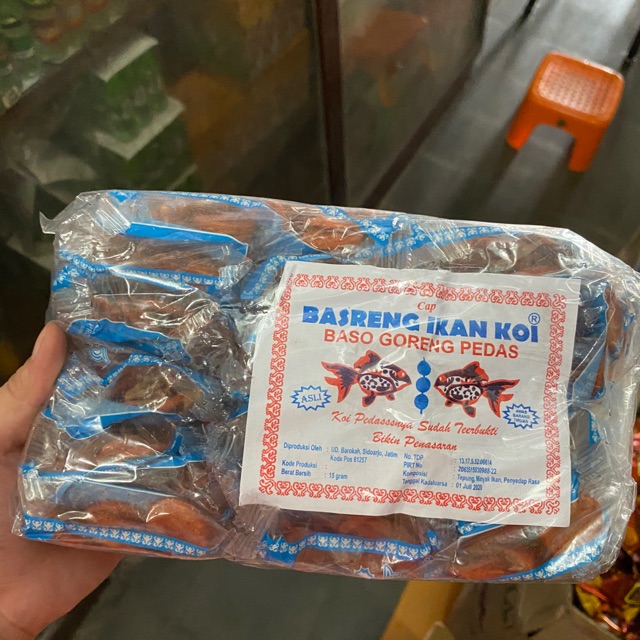 Cap
BASRENG IKAN KOI ®
BASO GORENG PEDAS
ASLI
Koi Pedasssnya Sudah Teerbukti
Bikin Penasaran
Diproduksi Oleh : UD. Barokah, Sidoarjo, Jatim
Kode Pos 61257
Kode Produksi :
Berat Bersih : 15 gram
No. TDP
PIRT No
Komposisi : Tepung, Minyak Ikan, Penyedap Rasa
Tanggal Kadaluarsa : 01 Juli 2020